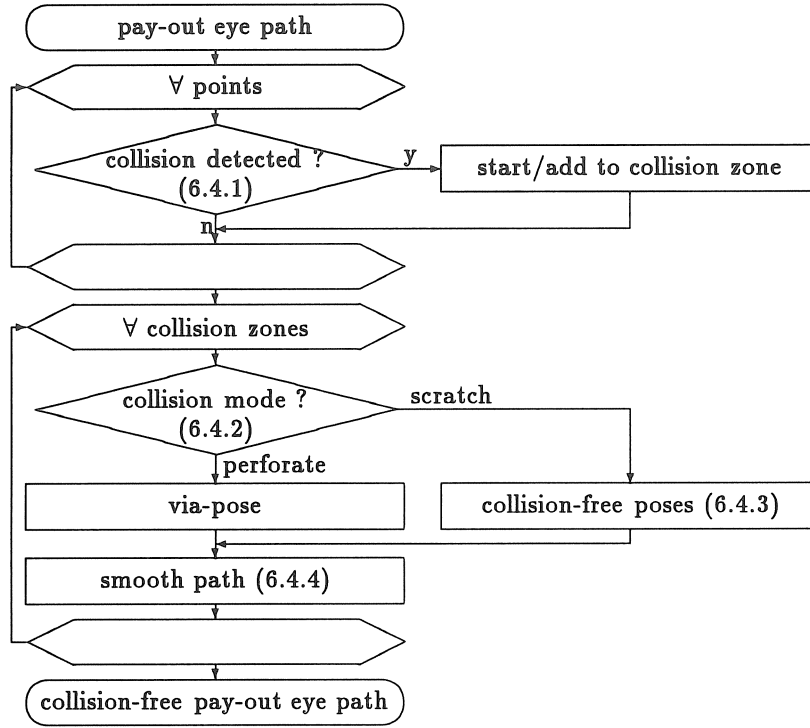 pay-out eye path
∀ points
collision detected ?
(6.4.1)
y
start/add to collision zone
n
∀ collision zones
collision mode ?
(6.4.2)
scratch
perforate
via-pose
collision-free poses (6.4.3)
smooth path (6.4.4)
collision-free pay-out eye path